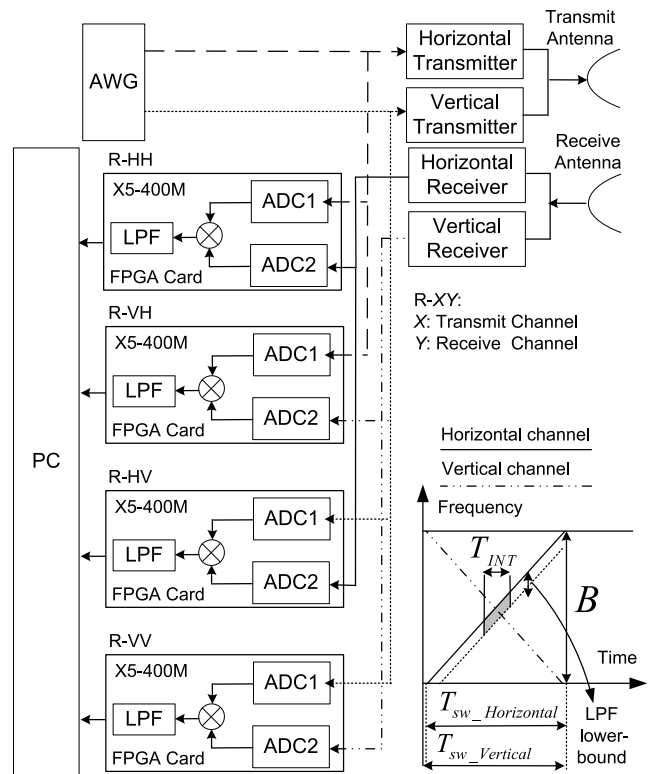 AWG
Horizontal
Transmitter
Vertical
Transmitter
Transmit
Antenna
Horizontal
Receiver
Vertical
Receiver
Receive
Antenna
PC
R-HH
X5-400M
LPF
ADC1
ADC2
FPGA Card
R-VH
X5-400M
LPF
ADC1
ADC2
FPGA Card
R-HV
X5-400M
LPF
ADC1
ADC2
FPGA Card
R-VV
X5-400M
LPF
ADC1
ADC2
FPGA Card
R-XY:
X: Transmit Channel
Y: Receive Channel
Horizontal channel
Vertical channel
Frequency
T_INT
B
Time
T_sw_Horizontal
T_sw_Vertical
LPF
lower-
bound